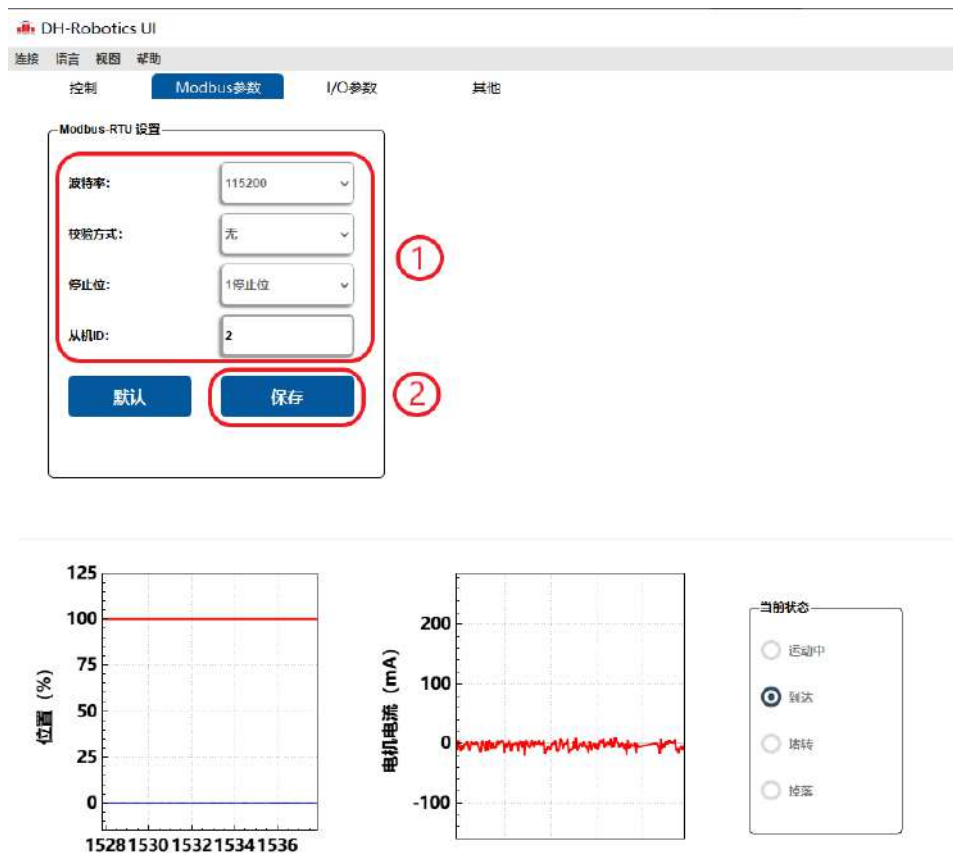 DH-Robotics UI
连接 语言 视图 帮助
控制 Modbus参数 I/O参数 其他
Modbus-RTU 设置
波特率: 115200
校验方式: 无
停止位: 1停止位
从机ID: 2
①
默认 保存
②
125
100
75
50
25
0
位置 (%)
1528 1530 1532 1534 1536
200
100
0
-100
电机电流 (mA)
当前状态
运动中
到达
堵转
掉落